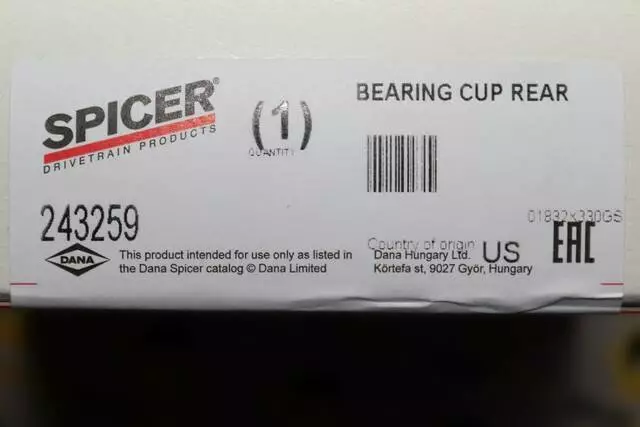 SPICER®
DRIVETRAIN PRODUCTS
(1)
QUANTITY
BEARING CUP REAR
243259
01832x330GS
DANA
This product intended for use only as listed in
the Dana Spicer catalog © Dana Limited
Country of origin US
Dana Hungary Ltd.
Körtefa st, 9027 Győr, Hungary
EAC